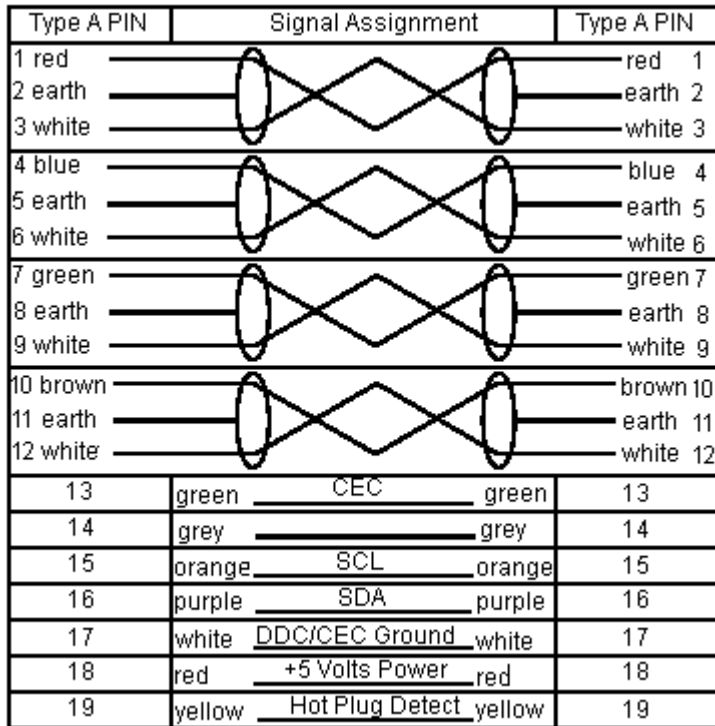 Type A PIN Signal Assignment Type A PIN
1 red red 1
2 earth earth 2
3 white white 3
4 blue blue 4
5 earth earth 5
6 white white 6
7 green green 7
8 earth earth 8
9 white white 9
10 brown brown 10
11 earth earth 11
12 white white 12
13 green CEC green 13
14 grey grey 14
15 orange SCL orange 15
16 purple SDA purple 16
17 white DDC/CEC Ground white 17
18 red +5 Volts Power red 18
19 yellow Hot Plug Detect yellow 19